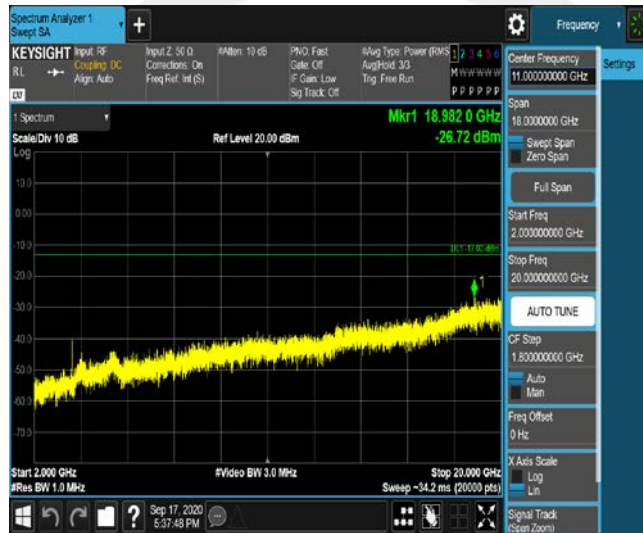 Spectrum Analyzer 1
Swept SA
+
Frequency
KEYSIGHT
RL
Input: RF
Coupling: DC
Align: Auto
Input Z: 50 Ω
Corrections: On
Freq Ref: Int (S)
#Atten: 10 dB
PNO: Fast
Gate: Off
IF Gain: Low
Sig Track: Off
#Avg Type: Power (RMS
Avg|Hold: 3/3
Trig: Free Run
1 2 3 4 5 6
M W W W W W
P P P P P P
LXI
1 Spectrum
Scale/Div 10 dB
Log
Ref Level 20.00 dBm
Mkr1 18.982 0 GHz
-26.72 dBm
10.0
0.00
-10.0
-20.0
-30.0
-40.0
-50.0
-60.0
-70.0
DL1 -13.00 dBm
1
Start 2.000 GHz
#Res BW 1.0 MHz
#Video BW 3.0 MHz
Stop 20.000 GHz
Sweep ~34.2 ms (20000 pts)
Center Frequency
11.000000000 GHz
Settings
Span
18.0000000 GHz
Swept Span
Zero Span
Full Span
Start Freq
2.000000000 GHz
Stop Freq
20.000000000 GHz
AUTO TUNE
CF Step
1.800000000 GHz
Auto
Man
Freq Offset
0 Hz
X Axis Scale
Log
Lin
Signal Track
(Span Zoom)
?
Sep 17, 2020
5:37:48 PM